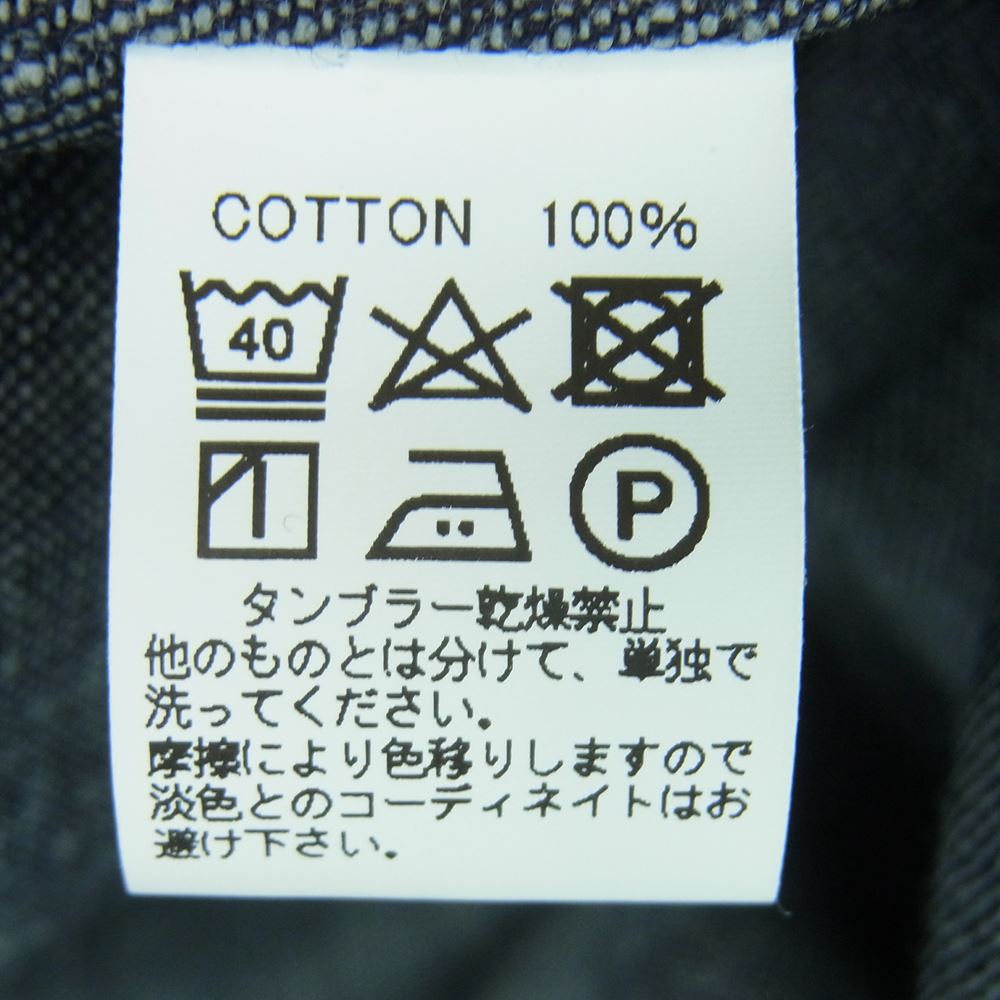 COTTON 100%
40
P
タンブラー乾燥禁止
他のものとは分けて、単独で
洗ってください。
摩擦により色移りしますので
淡色とのコーディネイトはお
避け下さい。